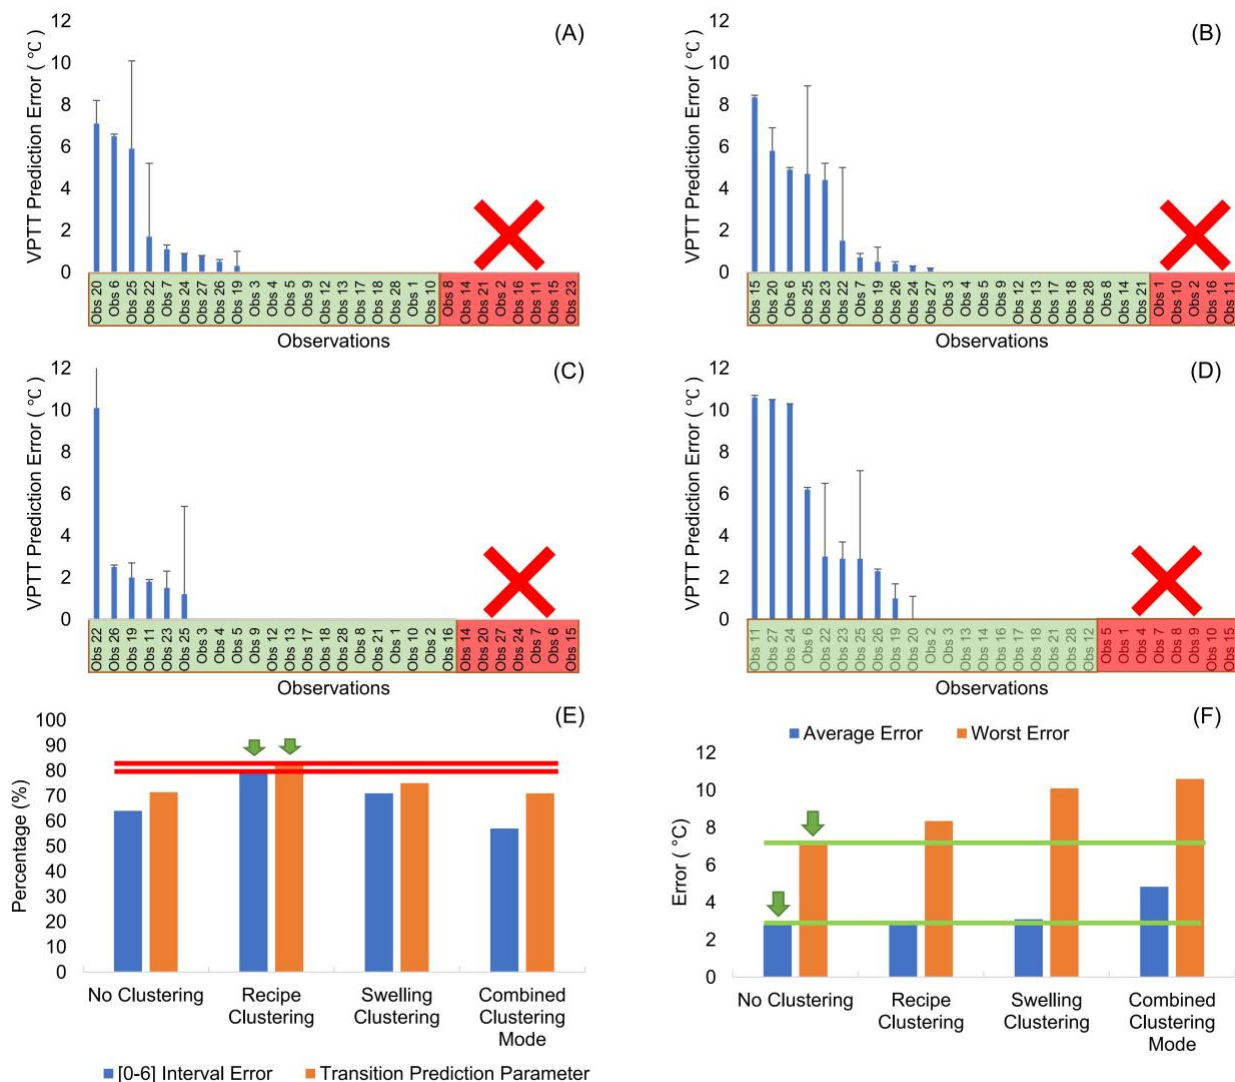 (A)
VPTT Prediction Error ( °C)
12
10
8
6
4
2
0
Obs 20
Obs 6
Obs 25
Obs 22
Obs 7
Obs 24
Obs 27
Obs 26
Obs 19
Obs 3
Obs 4
Obs 5
Obs 9
Obs 12
Obs 13
Obs 17
Obs 18
Obs 28
Obs 1
Obs 10
Obs 8
Obs 14
Obs 21
Obs 2
Obs 16
Obs 11
Obs 15
Obs 23
Observations
(B)
VPTT Prediction Error ( °C)
12
10
8
6
4
2
0
Obs 15
Obs 20
Obs 6
Obs 25
Obs 23
Obs 22
Obs 7
Obs 19
Obs 26
Obs 24
Obs 27
Obs 3
Obs 4
Obs 5
Obs 9
Obs 12
Obs 13
Obs 17
Obs 18
Obs 28
Obs 8
Obs 14
Obs 21
Obs 1
Obs 10
Obs 2
Obs 16
Obs 11
Observations
(C)
VPTT Prediction Error ( °C)
12
10
8
6
4
2
0
Obs 22
Obs 26
Obs 19
Obs 11
Obs 23
Obs 25
Obs 3
Obs 4
Obs 5
Obs 9
Obs 12
Obs 13
Obs 17
Obs 18
Obs 28
Obs 8
Obs 21
Obs 1
Obs 10
Obs 2
Obs 16
Obs 14
Obs 20
Obs 27
Obs 24
Obs 7
Obs 6
Obs 15
Observations
(D)
VPTT Prediction Error ( °C)
12
10
8
6
4
2
0
Obs 11
Obs 27
Obs 24
Obs 6
Obs 22
Obs 23
Obs 25
Obs 26
Obs 19
Obs 20
Obs 2
Obs 3
Obs 13
Obs 14
Obs 16
Obs 17
Obs 18
Obs 21
Obs 28
Obs 12
Obs 5
Obs 1
Obs 4
Obs 7
Obs 8
Obs 9
Obs 10
Obs 15
Observations
(E)
Percentage (%)
100
90
80
70
60
50
40
30
20
10
0
No Clustering
Recipe
Clustering
Swelling
Clustering
Combined
Clustering
Mode
[0-6] Interval Error
Transition Prediction Parameter
(F)
Average Error
Worst Error
Error ( °C)
12
10
8
6
4
2
0
No Clustering
Recipe
Clustering
Swelling
Clustering
Combined
Clustering
Mode